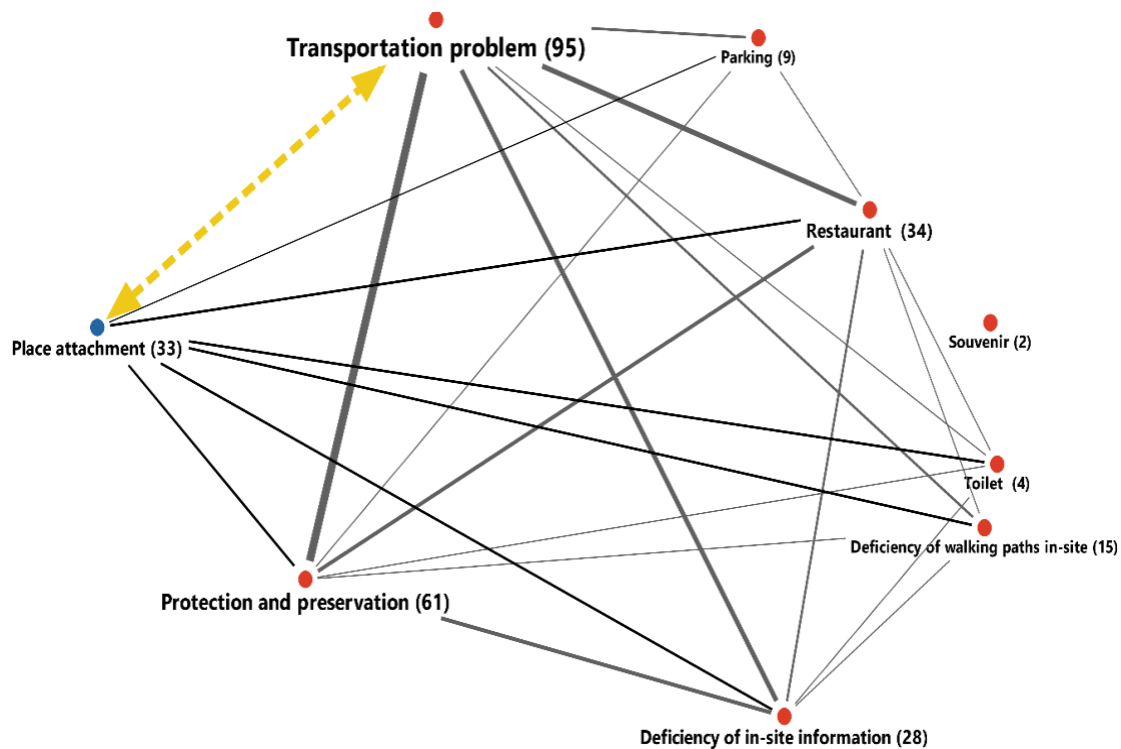 Transportation problem (95)
Parking (9)
Restaurant (34)
Souvenir (2)
Place attachment (33)
Toilet (4)
Deficiency of walking paths in-site (15)
Protection and preservation (61)
Deficiency of in-site information (28)